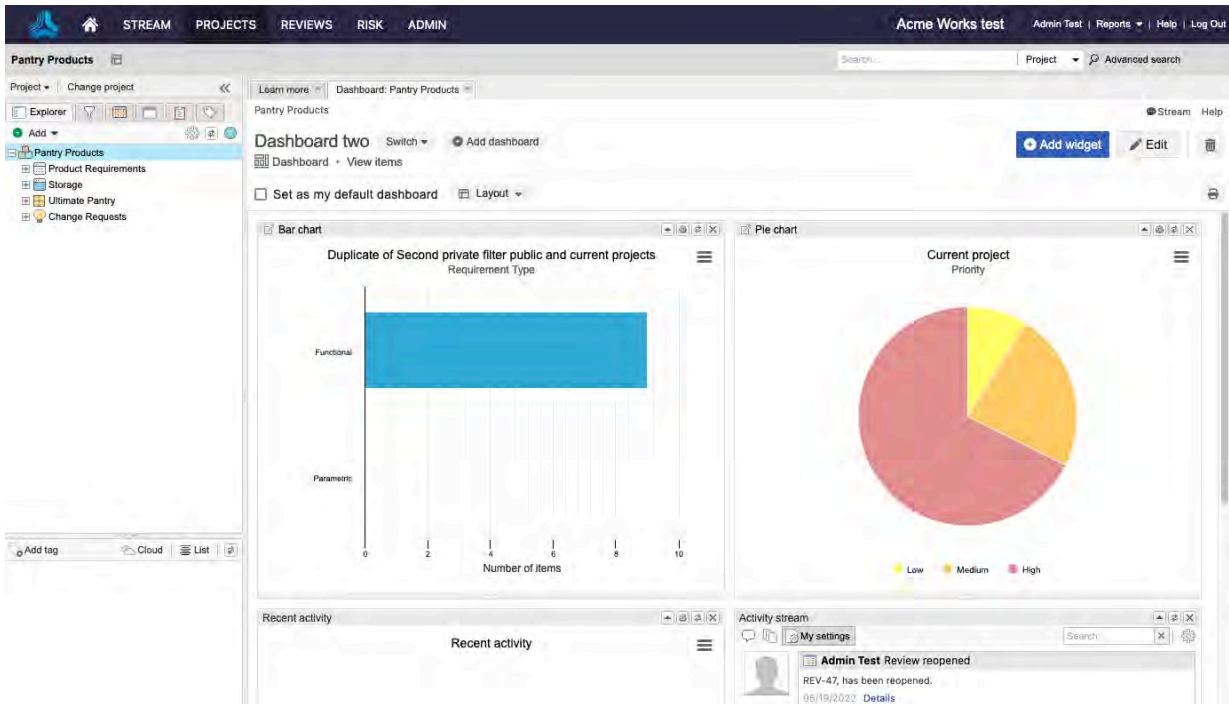 STREAM PROJECTS REVIEWS RISK ADMIN Acme Works test Admin Test | Reports | Help | Log Out
Pantry Products Search... Project Advanced search
Project Change project Learn more Dashboard: Pantry Products
Explorer Pantry Products Stream Help
Add
Dashboard two Switch Add dashboard Add widget Edit
Dashboard • View items
Pantry Products
Product Requirements
Storage
Ultimate Pantry
Change Requests
Set as my default dashboard Layout
Bar chart
Duplicate of Second private filter public and current projects
Requirement Type
Functional
Parametric
0 2 4 6 8 10
Number of items
Pie chart
Current project
Priority
Low Medium High
Add tag Cloud List
Recent activity
Recent activity
Activity stream
My settings Search
Admin Test Review reopened
REV-47, has been reopened.
05/19/2022 Details